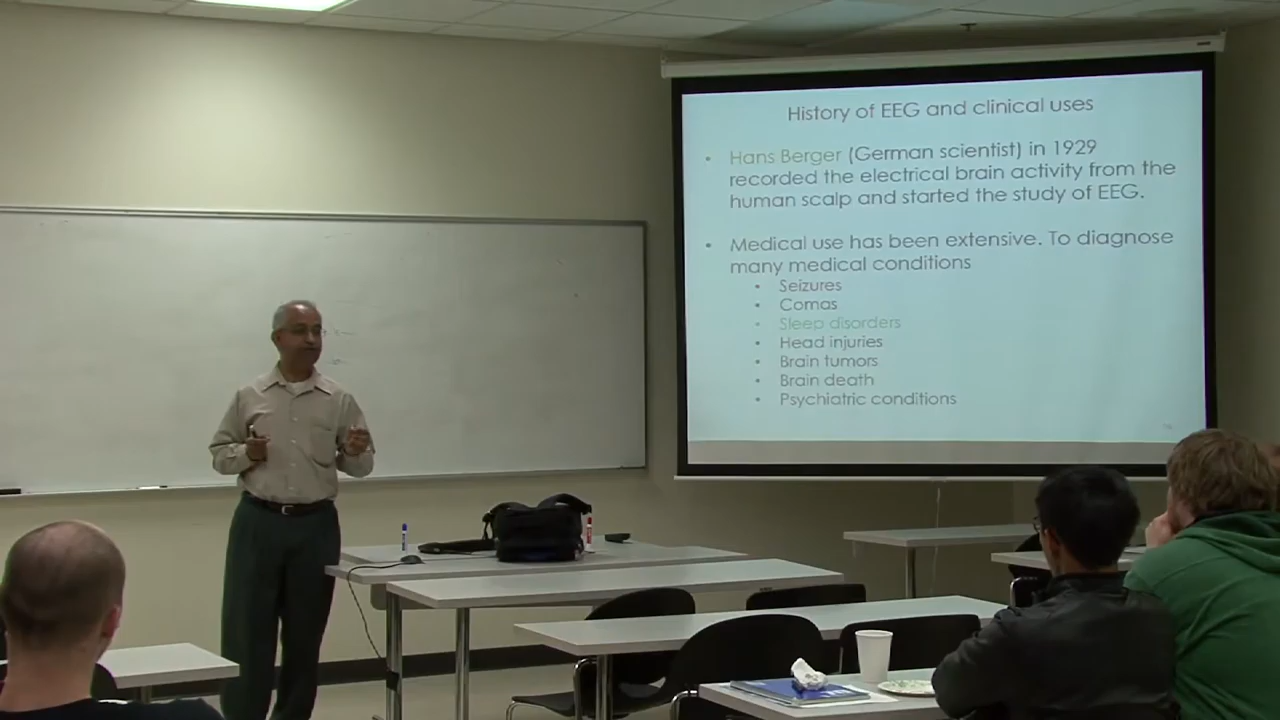 History of EEG and clinical uses
• Hans Berger (German scientist) in 1929
recorded the electrical brain activity from the
human scalp and started the study of EEG.
• Medical use has been extensive. To diagnose
many medical conditions
• Seizures
• Comas
• Sleep disorders
• Head injuries
• Brain tumors
• Brain death
• Psychiatric conditions